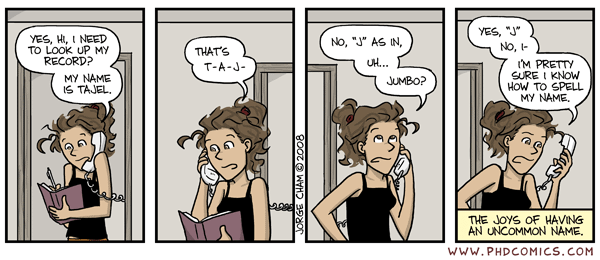 YES, HI, I NEED
TO LOOK UP MY
RECORD?
MY NAME
IS TAJEL.
THAT'S
T-A-J-
NO, "J" AS IN,
UH...
JUMBO?
YES, "J"
NO, I-
I'M PRETTY
SURE I KNOW
HOW TO SPELL
MY NAME.
JORGE CHAM © 2008
THE JOYS OF HAVING
AN UNCOMMON NAME.
WWW.PHDCOMICS.COM